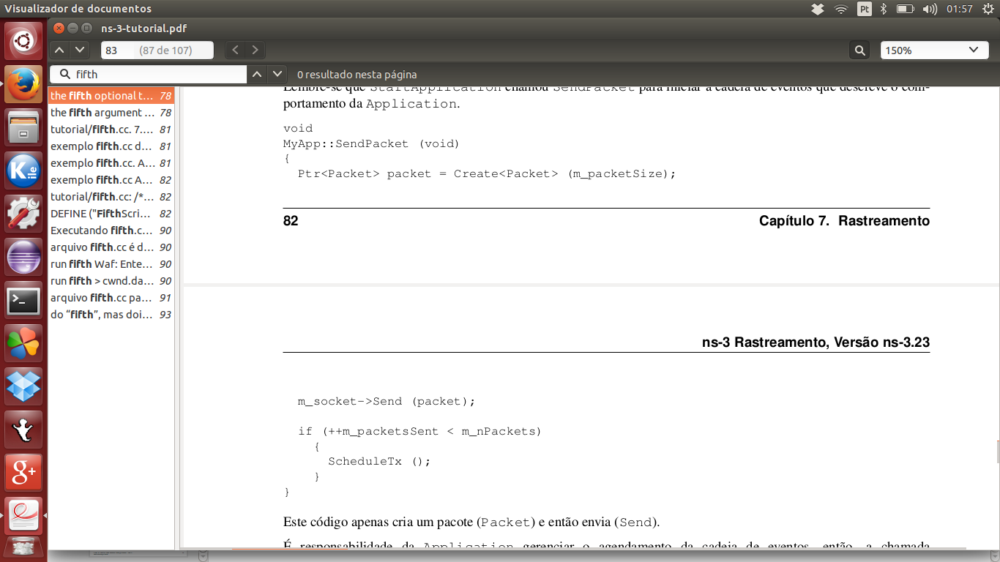 Visualizador de documentos
Pt
01:57
ns-3-tutorial.pdf
83 (87 de 107)
150%
fifth
0 resultado nesta página
the fifth optional t... 78
the fifth argument ... 78
tutorial/fifth.cc. 7.... 81
exemplo fifth.cc d... 81
exemplo fifth.cc. A... 81
exemplo fifth.cc A... 82
tutorial/fifth.cc: /*... 82
DEFINE ("FifthScri... 82
Executando fifth.c... 90
arquivo fifth.cc é d... 90
run fifth Waf: Ente... 90
run fifth > cwnd.da... 90
arquivo fifth.cc pa... 91
do “fifth”, mas doi... 93
Lembre-se que StartApplication chamou SendPacket para iniciar a cadeia de eventos que descreve o com-
portamento da Application.
void
MyApp::SendPacket (void)
{
Ptr<Packet> packet = Create<Packet> (m_packetSize);
82 Capítulo 7. Rastreamento
ns-3 Rastreamento, Versão ns-3.23
m_socket->Send (packet);
if (++m_packetsSent < m_nPackets)
{
ScheduleTx ();
}
}
Este código apenas cria um pacote (Packet) e então envia (Send).
É responsabilidade da Application gerenciar o agendamento da cadeia de eventos, então, a chamada
K ile
g+